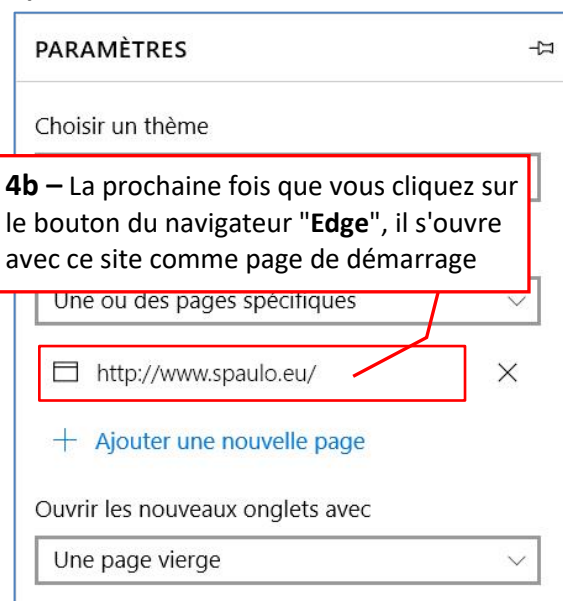 PARAMÈTRES
Choisir un thème
4b – La prochaine fois que vous cliquez sur
le bouton du navigateur "Edge", il s'ouvre
avec ce site comme page de démarrage
Une ou des pages spécifiques
http://www.spaulo.eu/
Ajouter une nouvelle page
Ouvrir les nouveaux onglets avec
Une page vierge